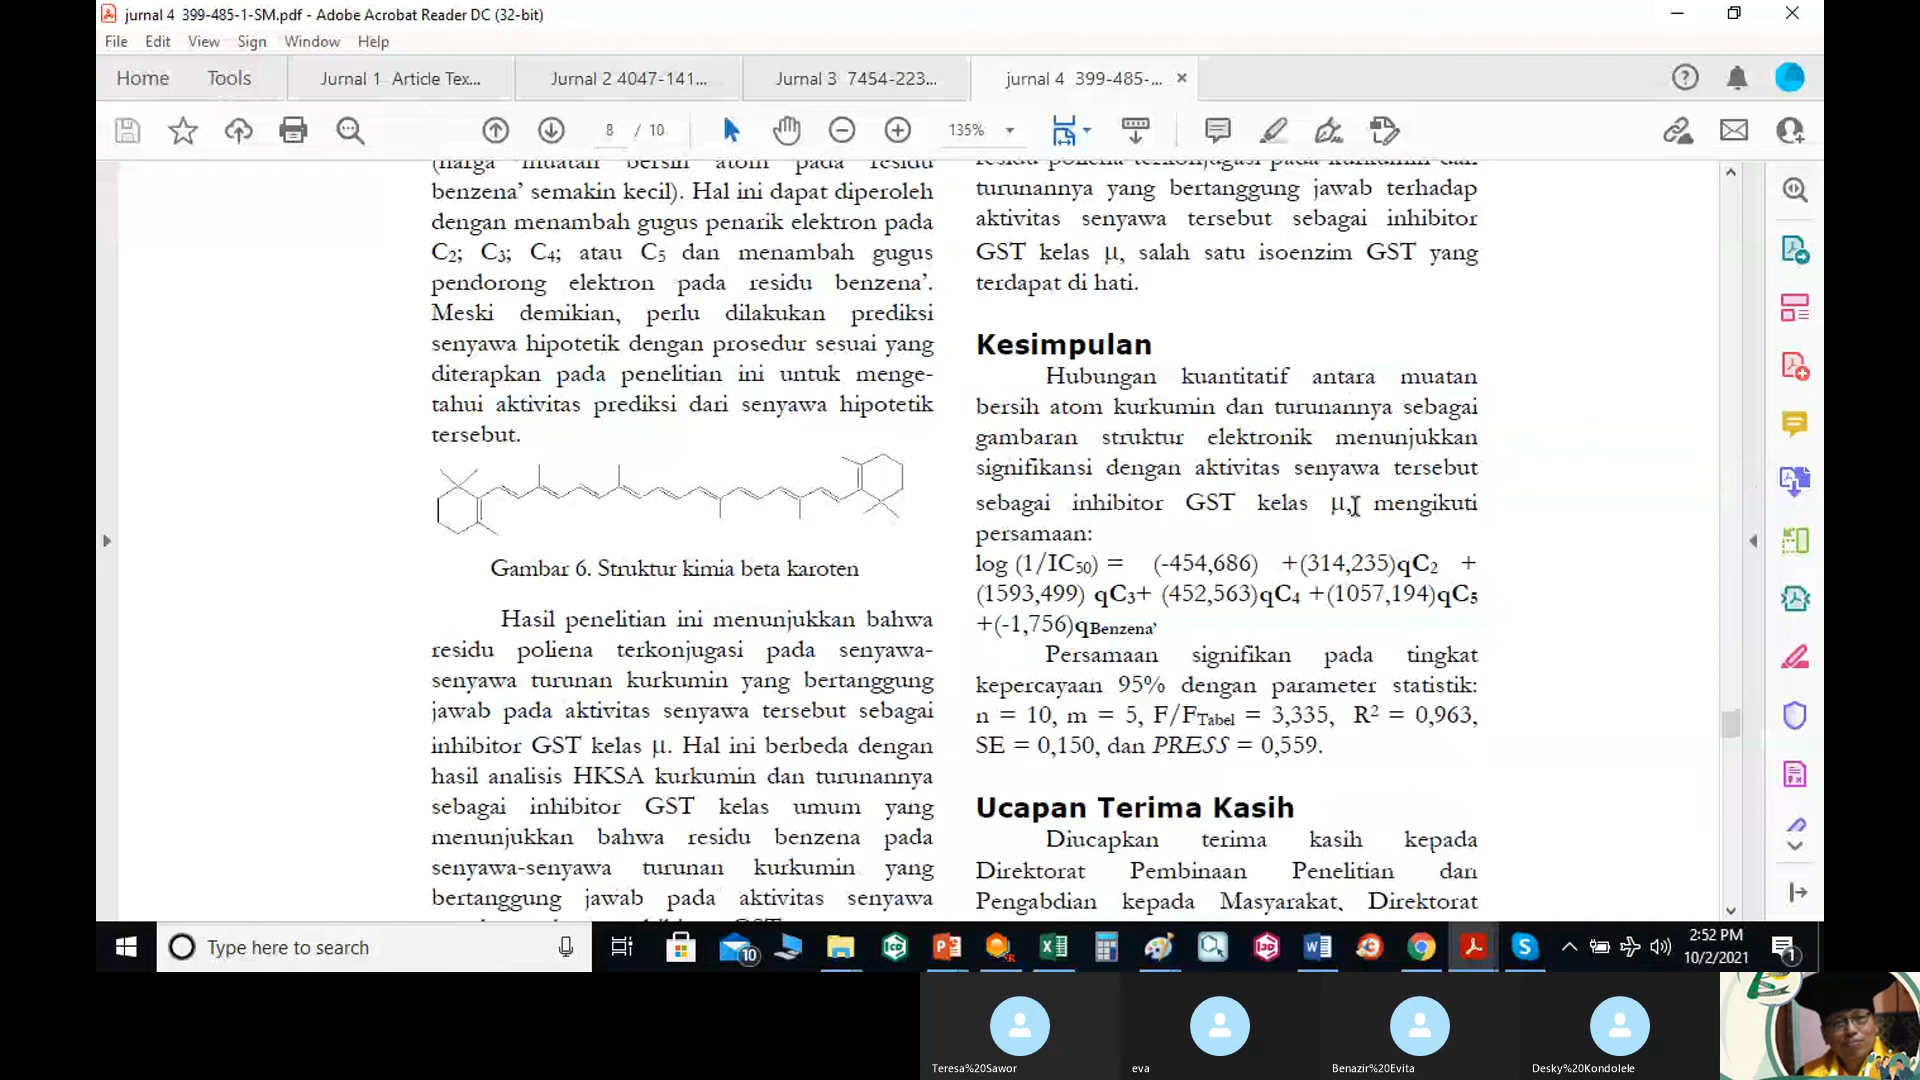 jurnal 4 399-485-1-SM.pdf - Adobe Acrobat Reader DC (32-bit)
File Edit View Sign Window Help
Home Tools Jurnal 1 Article Tex... Jurnal 2 4047-141... Jurnal 3 7454-223... jurnal 4 399-485-...
8 / 10 135%
(harga muatan bersih atom pada residu
benzena' semakin kecil). Hal ini dapat diperoleh
dengan menambah gugus penarik elektron pada
C2; C3; C4; atau C5 dan menambah gugus
pendorong elektron pada residu benzena'.
Meski demikian, perlu dilakukan prediksi
senyawa hipotetik dengan prosedur sesuai yang
diterapkan pada penelitian ini untuk menge-
tahui aktivitas prediksi dari senyawa hipotetik
tersebut.
Gambar 6. Struktur kimia beta karoten
Hasil penelitian ini menunjukkan bahwa
residu poliena terkonjugasi pada senyawa-
senyawa turunan kurkumin yang bertanggung
jawab pada aktivitas senyawa tersebut sebagai
inhibitor GST kelas µ. Hal ini berbeda dengan
hasil analisis HKSA kurkumin dan turunannya
sebagai inhibitor GST kelas umum yang
menunjukkan bahwa residu benzena pada
senyawa-senyawa turunan kurkumin yang
bertanggung jawab pada aktivitas senyawa
residu poliena terkonjugasi pada kurkumin dan
turunannya yang bertanggung jawab terhadap
aktivitas senyawa tersebut sebagai inhibitor
GST kelas µ, salah satu isoenzim GST yang
terdapat di hati.
Kesimpulan
Hubungan kuantitatif antara muatan
bersih atom kurkumin dan turunannya sebagai
gambaran struktur elektronik menunjukkan
signifikansi dengan aktivitas senyawa tersebut
sebagai inhibitor GST kelas µ, mengikuti
persamaan:
log (1/IC50) = (-454,686) +(314,235)qC2 +
(1593,499) qC3+ (452,563)qC4 +(1057,194)qC5
+(-1,756)qBenzena'
Persamaan signifikan pada tingkat
kepercayaan 95% dengan parameter statistik:
n = 10, m = 5, F/FTabel = 3,335, R2 = 0,963,
SE = 0,150, dan PRESS = 0,559.
Ucapan Terima Kasih
Diucapkan terima kasih kepada
Direktorat Pembinaan Penelitian dan
Pengabdian kepada Masyarakat, Direktorat
Type here to search
10
2:52 PM
10/2/2021
1
Teresa%20Sawor eva Benazir%20Evita Desky%20Kondolele